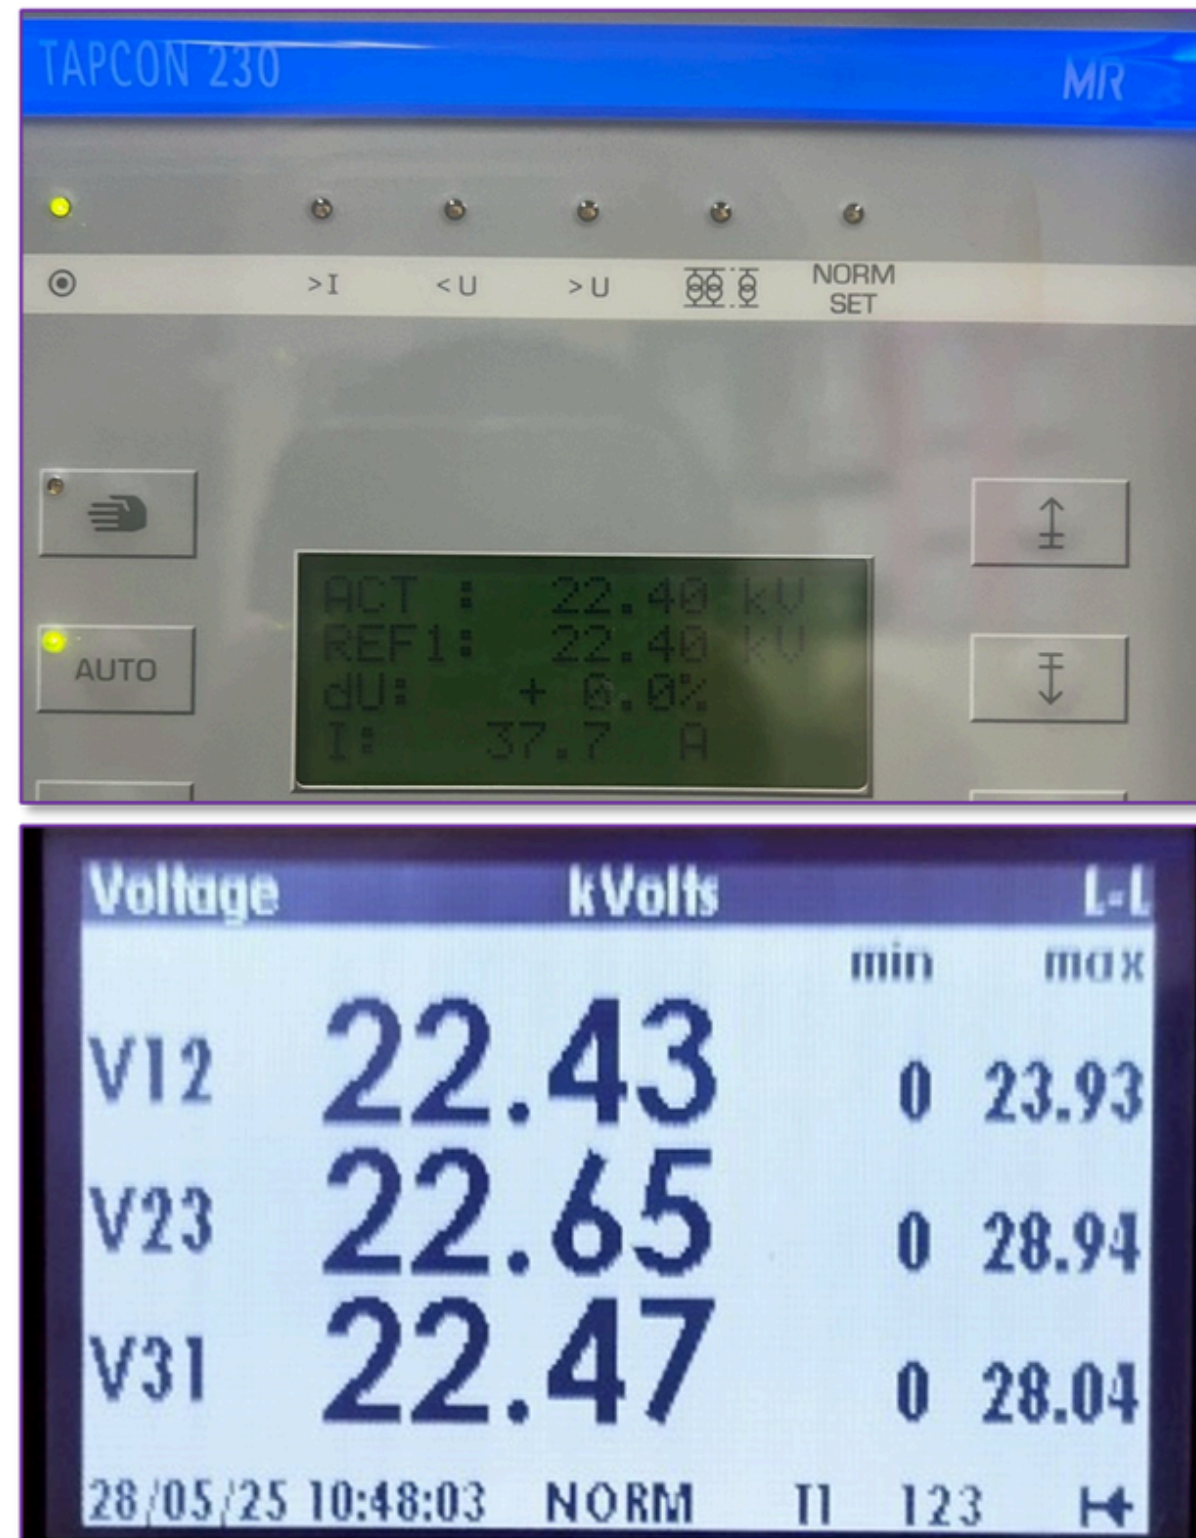 TAPCON 230 MR
>I <U >U NORM SET
AUTO
ACT : 22.40 kV
REF1: 22.40 kV
dU: + 0.0%
I: 37.7 A
Voltage kVolts L-L
min max
V12 22.43 0 23.93
V23 22.65 0 28.94
V31 22.47 0 28.04
28/05/25 10:48:03 NORM T1 123